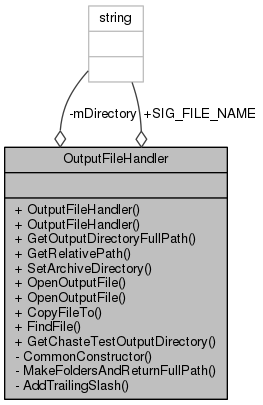 string
-mDirectory
+SIG_FILE_NAME
OutputFileHandler
+ OutputFileHandler()
+ OutputFileHandler()
+ GetOutputDirectoryFullPath()
+ GetRelativePath()
+ SetArchiveDirectory()
+ OpenOutputFile()
+ OpenOutputFile()
+ CopyFileTo()
+ FindFile()
+ GetChasteTestOutputDirectory()
- CommonConstructor()
- MakeFoldersAndReturnFullPath()
- AddTrailingSlash()